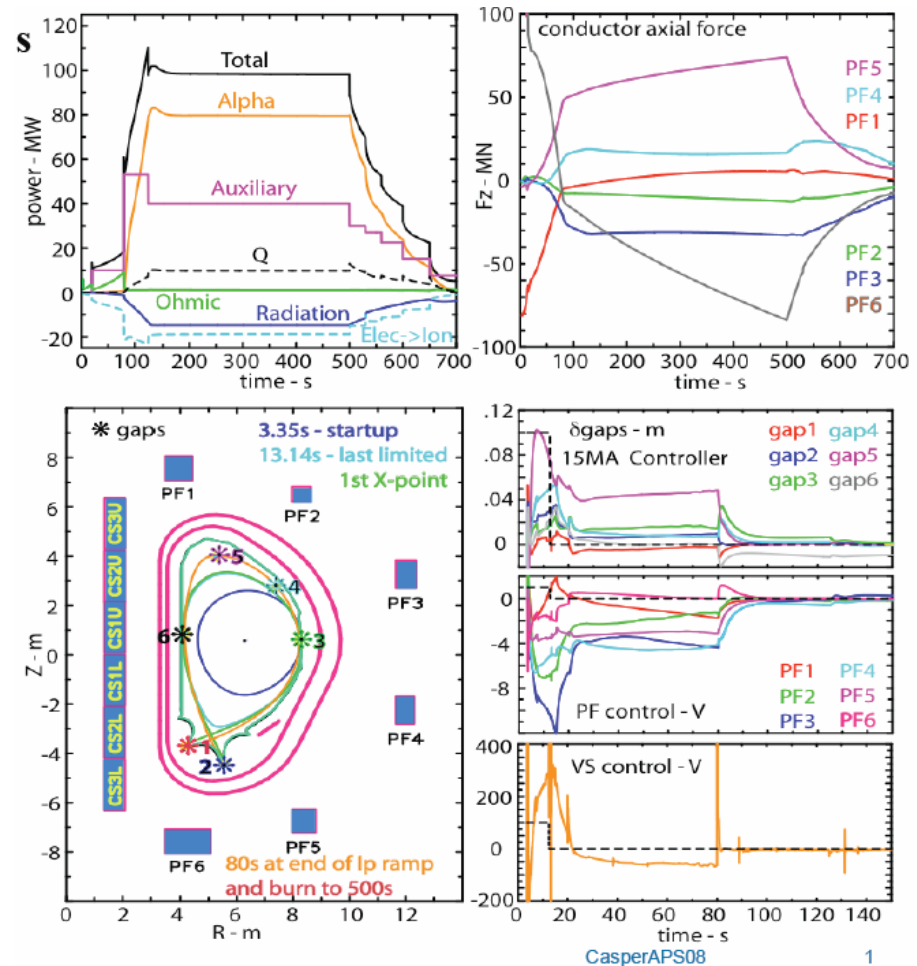 s
power - MW
100
80
60
40
20
0
-20
Total
Alpha
Auxiliary
Q
Ohmic
Radiation
Elec->Ion
0 100 200 300 400 500 600 700
time - s
conductor axial force
Fz - MN
100
50
0
-50
-100
PF5
PF4
PF1
PF2
PF3
PF6
0 100 200 300 400 500 600 700
time - s
* gaps
3.35s - startup
13.14s - last limited
1st X-point
Z - m
8
6
4
2
0
-2
-4
-6
-8
PF1
PF2
PF3
PF4
PF5
PF6
CS3U
CS2U
CS1U
CS1L
CS2L
CS3L
5
4
6
3
1
2
80s at end of Ip ramp
and burn to 500s
0 2 4 6 8 10 12
R - m
δgaps - m
15MA Controller
gap1 gap4
gap2 gap5
gap3 gap6
.12
0.08
.04
0
0
-4
-8
PF1 PF4
PF2 PF5
PF3 PF6
PF control - V
VS control - V
400
200
0
-200
0 20 40 60 80 100 120 140
time - s
CasperAPS08 1